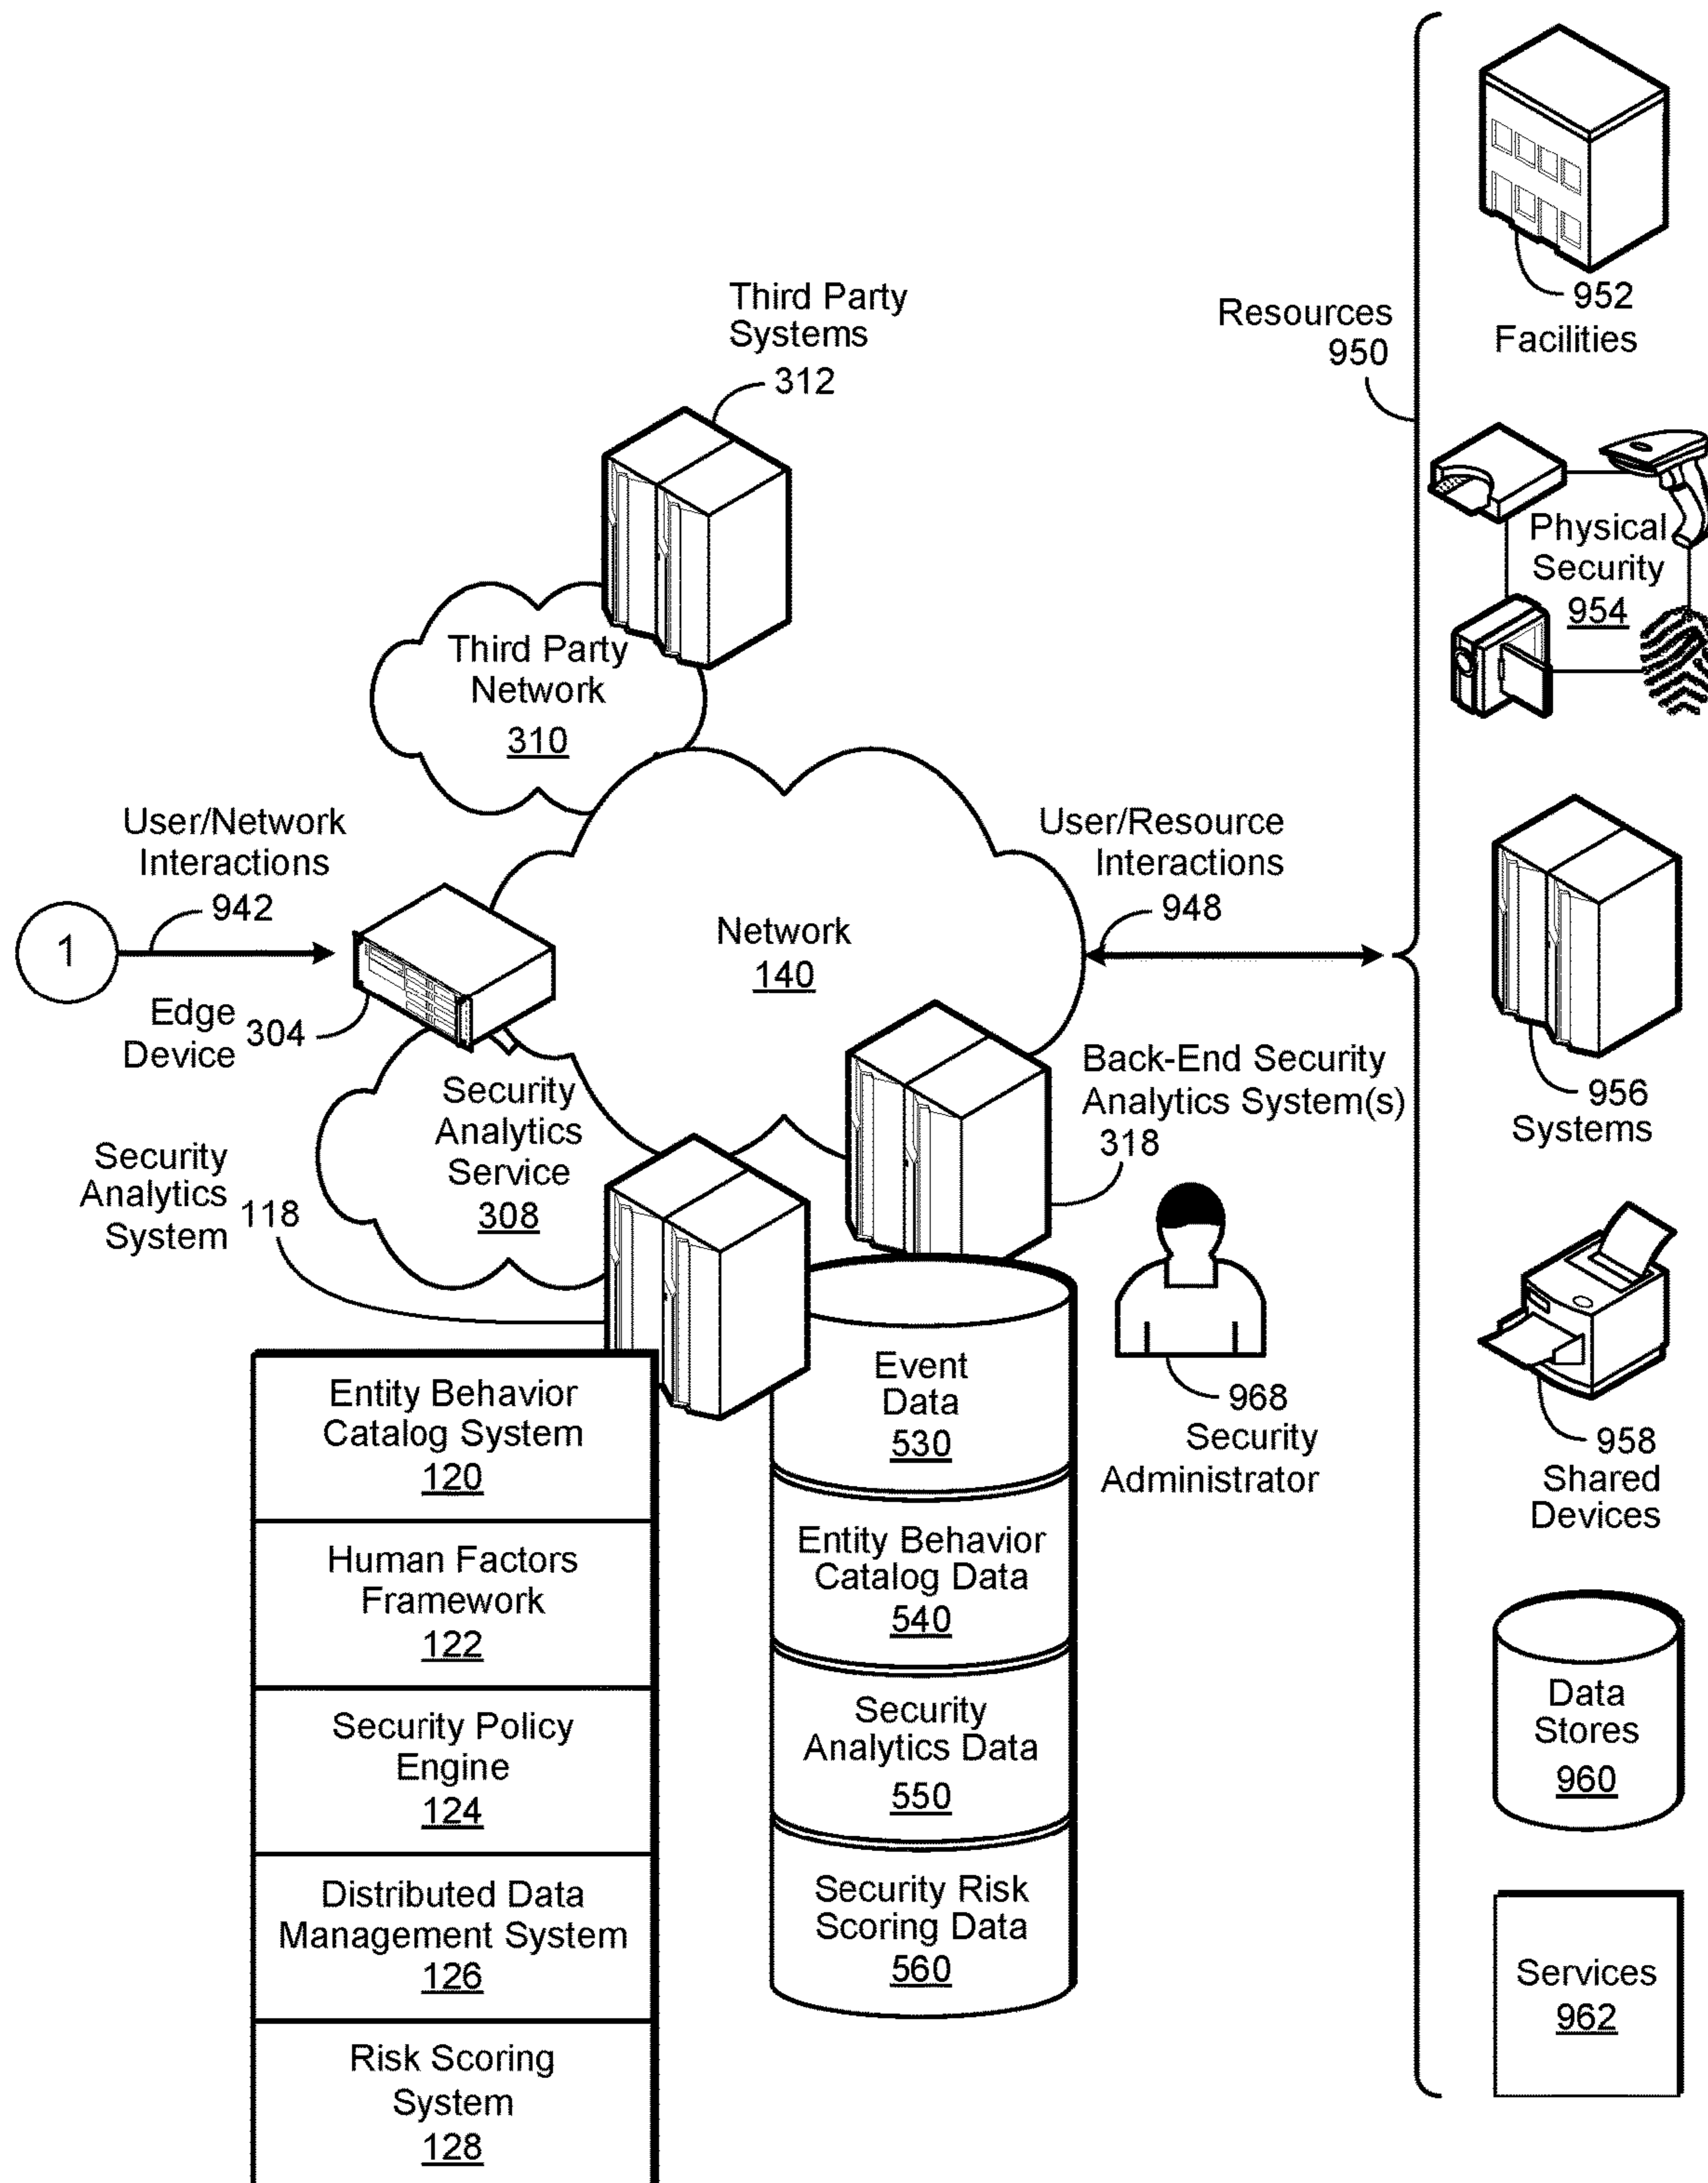 Third Party
Systems
312
Resources
950
952
Facilities
Physical
Security
954
Third Party
Network
310
User/Network
Interactions
942
1
Edge
Device
304
Network
140
User/Resource
Interactions
948
956
Systems
Security
Analytics
Service
308
Back-End Security
Analytics System(s)
318
Security
Analytics
System
118
968
Security
Administrator
958
Shared
Devices
Entity Behavior
Catalog System
120
Human Factors
Framework
122
Security Policy
Engine
124
Distributed Data
Management System
126
Risk Scoring
System
128
Event
Data
530
Entity Behavior
Catalog Data
540
Security
Analytics Data
550
Security Risk
Scoring Data
560
Data
Stores
960
Services
962